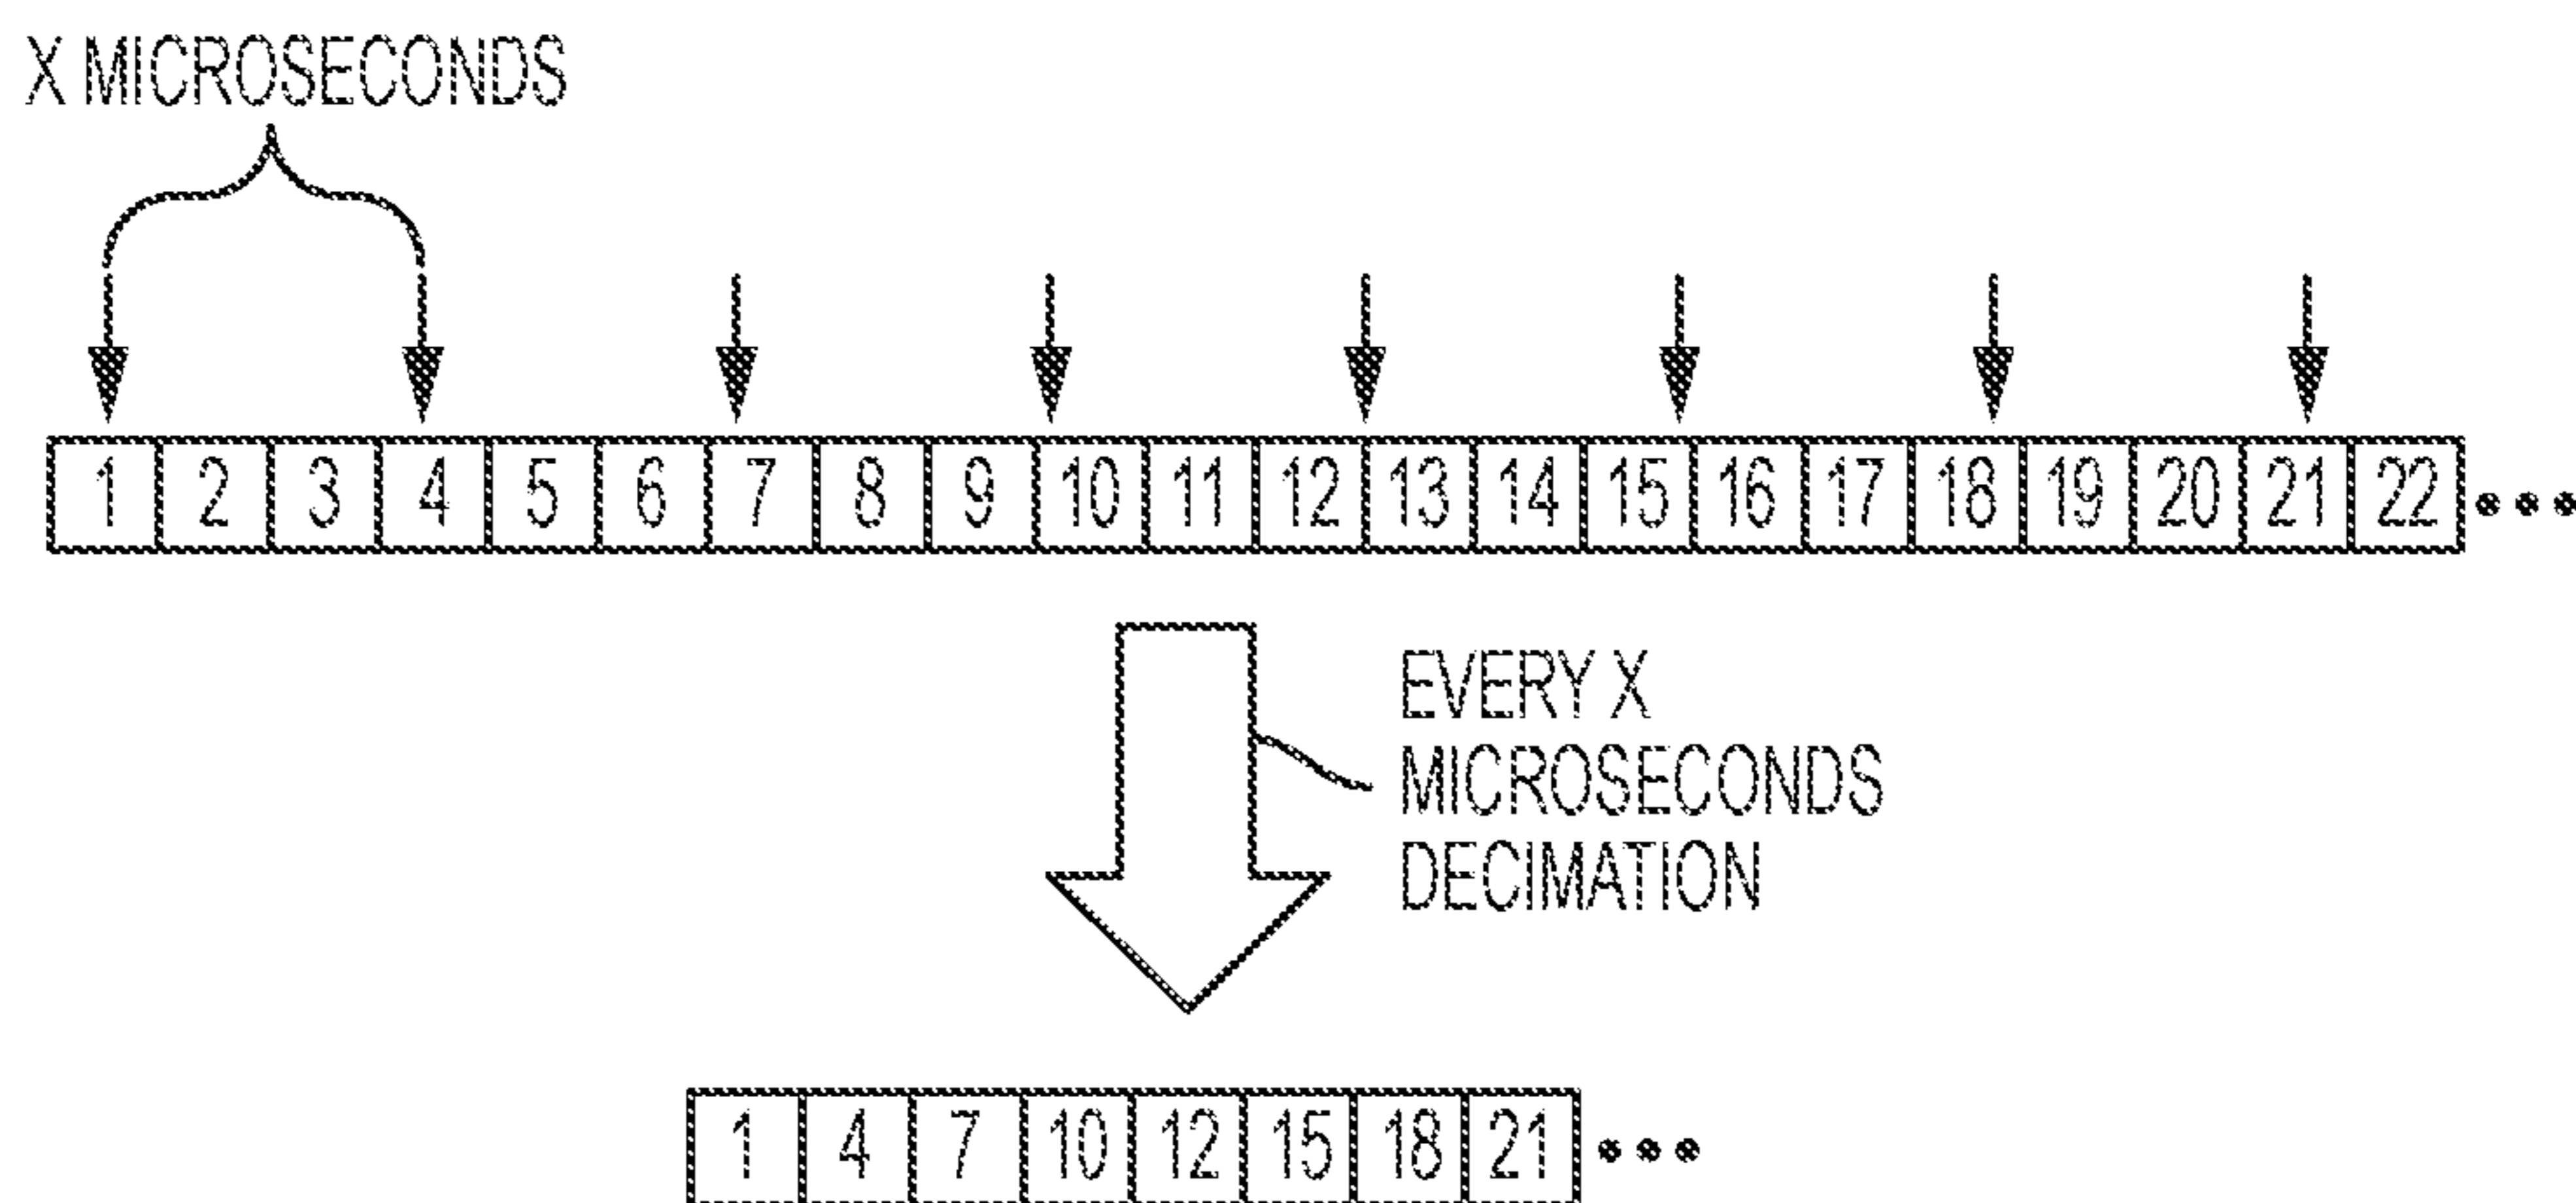 X MICROSECONDS
1 2 3 4 5 6 7 8 9 10 11 12 13 14 15 16 17 18 19 20 21 22
EVERY X
MICROSECONDS
DECIMATION
1 4 7 10 12 15 18 21